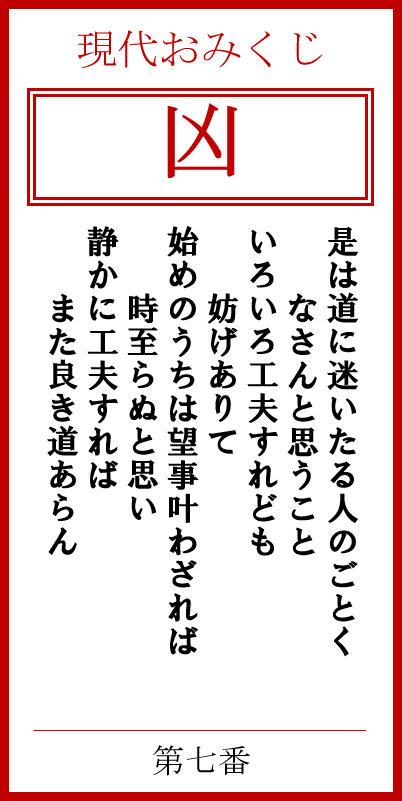 現代おみくじ
凶
是は道に迷いたる人のごとく
なさんと思うこと
いろいろ工夫すれども
妨げありて
始めのうちは望事叶わざれば
時至らぬと思い
静かに工夫すれば
また良き道あらん
第七番